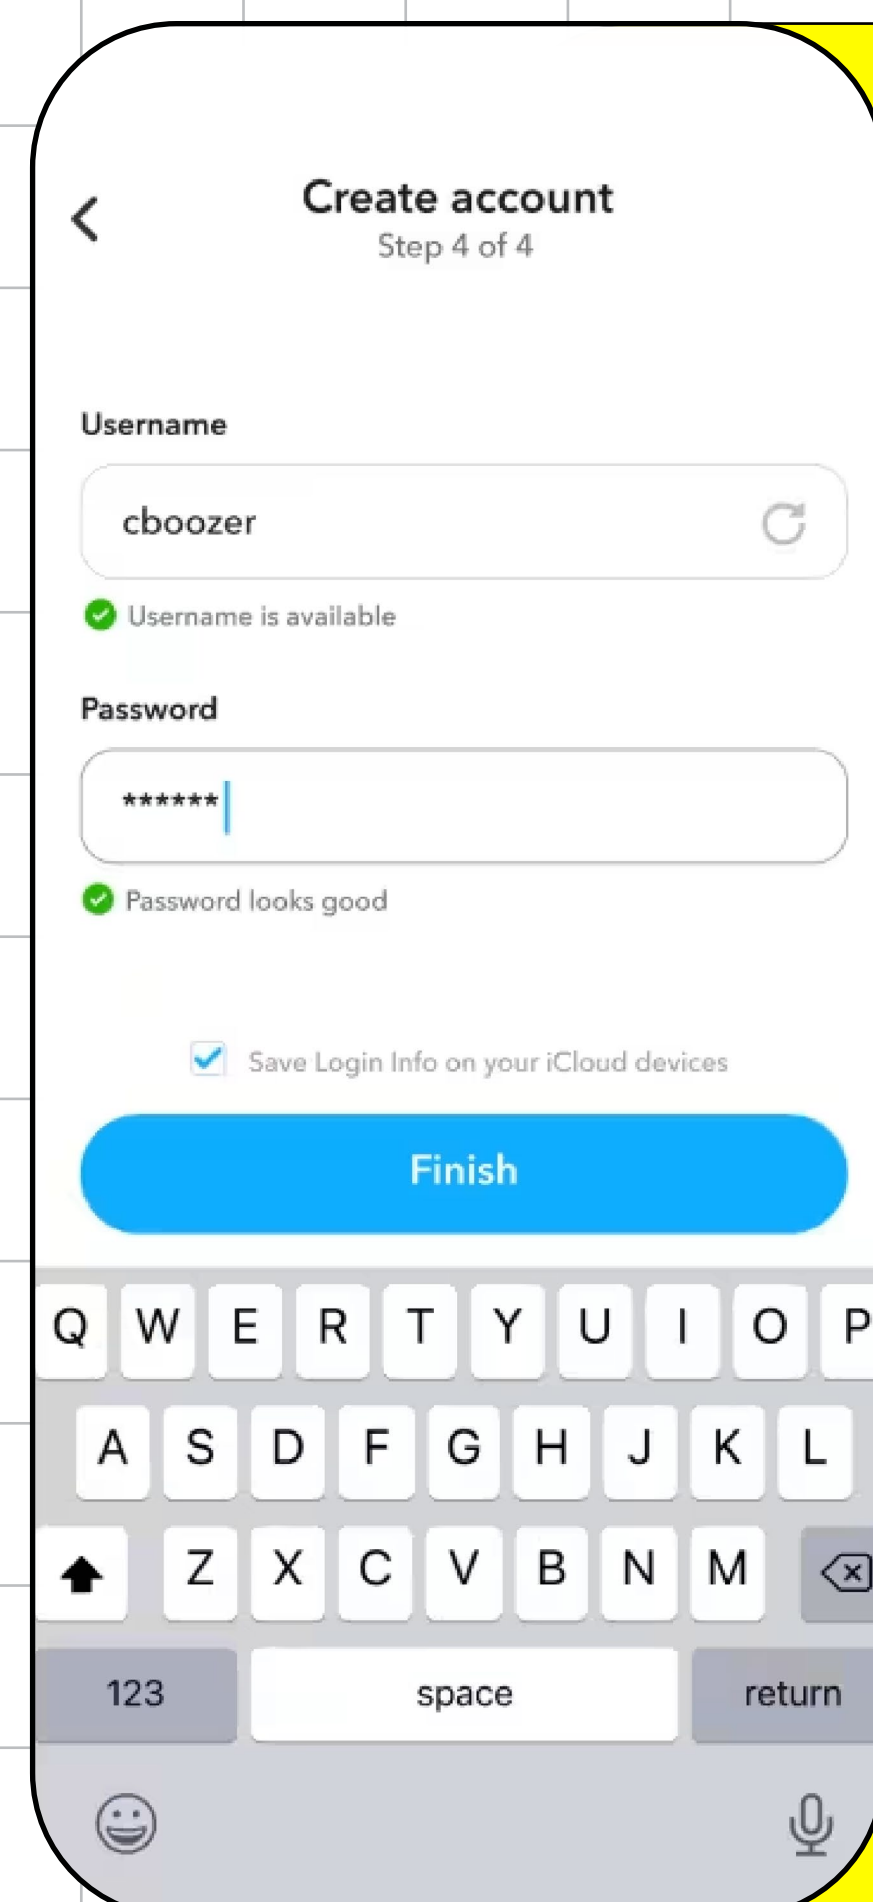 Create account
Step 4 of 4
Username
cboozer
Username is available
Password
******
Password looks good
Save Login Info on your iCloud devices
Finish
Q W E R T Y U I O P
A S D F G H J K L
Z X C V B N M
123 space return